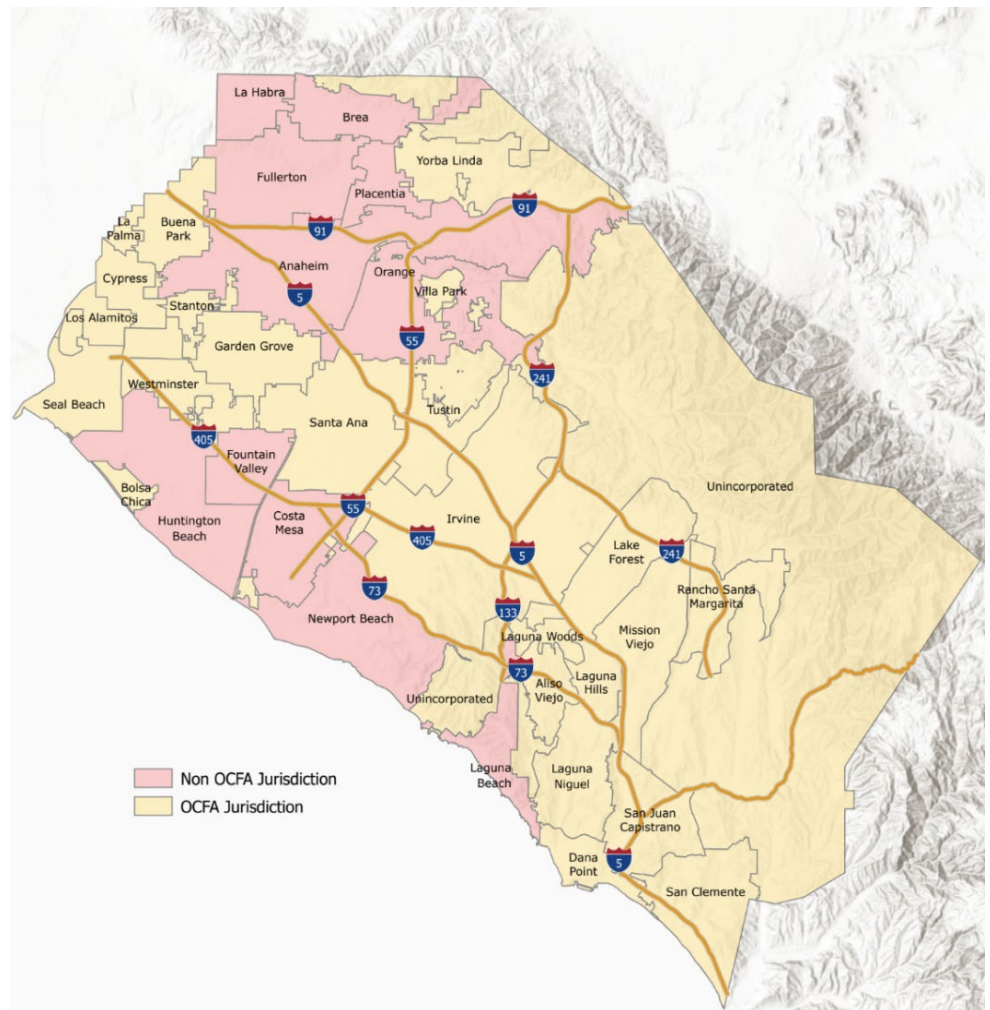 La Habra
Brea
Yorba Linda
Fullerton
Placentia
91
La
Palma
Buena
Park
91
Anaheim
Orange
Cypress
Villa Park
5
Stanton
Los Alamitos
55
Garden Grove
241
Westminster
Seal Beach
Tustin
Santa Ana
405
Fountain
Valley
Bolsa
Chica
Unincorporated
55
Huntington
Beach
Costa
Mesa
Irvine
405
5
Lake
Forest
241
73
Rancho Santa
Margarita
133
Newport Beach
Laguna Woods
Mission
Viejo
73
Aliso
Viejo
Laguna
Hills
Unincorporated
Laguna
Beach
Laguna
Niguel
Non OCFA Jurisdiction
OCFA Jurisdiction
San Juan
Capistrano
Dana
Point
5
San Clemente